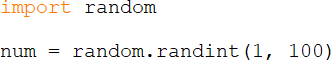 import random
num = random.randint(1, 100)